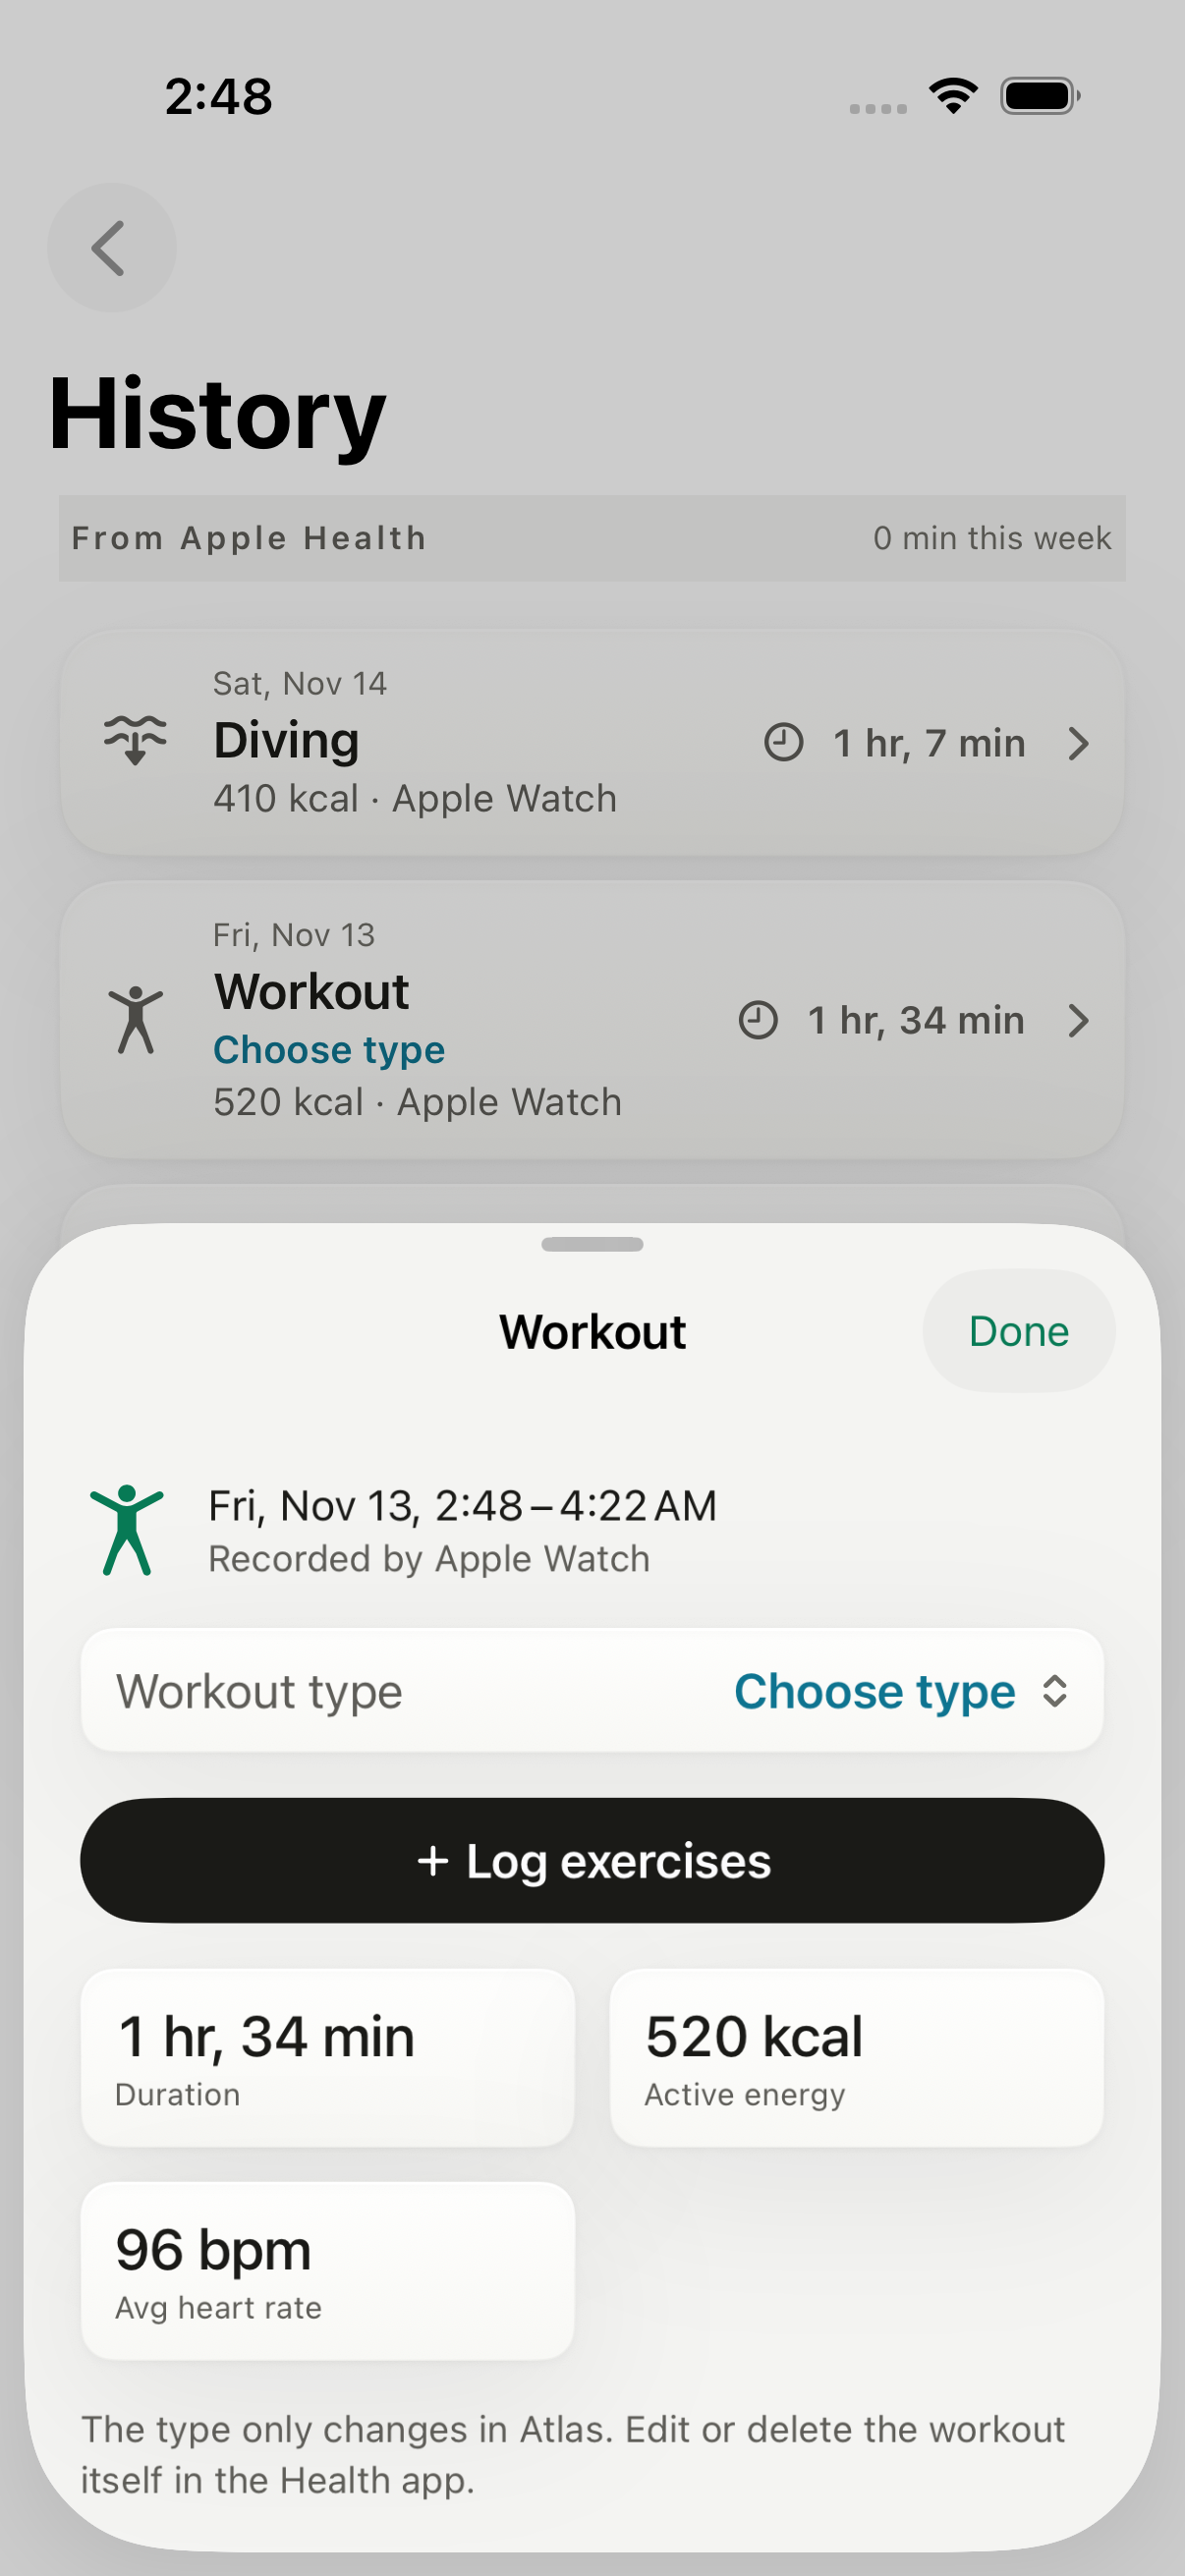 2:48
History
From Apple Health
0 min this week
Sat, Nov 14
Diving
1 hr, 7 min
410 kcal · Apple Watch
Fri, Nov 13
Workout
Choose type
1 hr, 34 min
520 kcal · Apple Watch
Workout
Done
Fri, Nov 13, 2:48 – 4:22 AM
Recorded by Apple Watch
Workout type
Choose type
+ Log exercises
1 hr, 34 min
Duration
520 kcal
Active energy
96 bpm
Avg heart rate
The type only changes in Atlas. Edit or delete the workout
itself in the Health app.